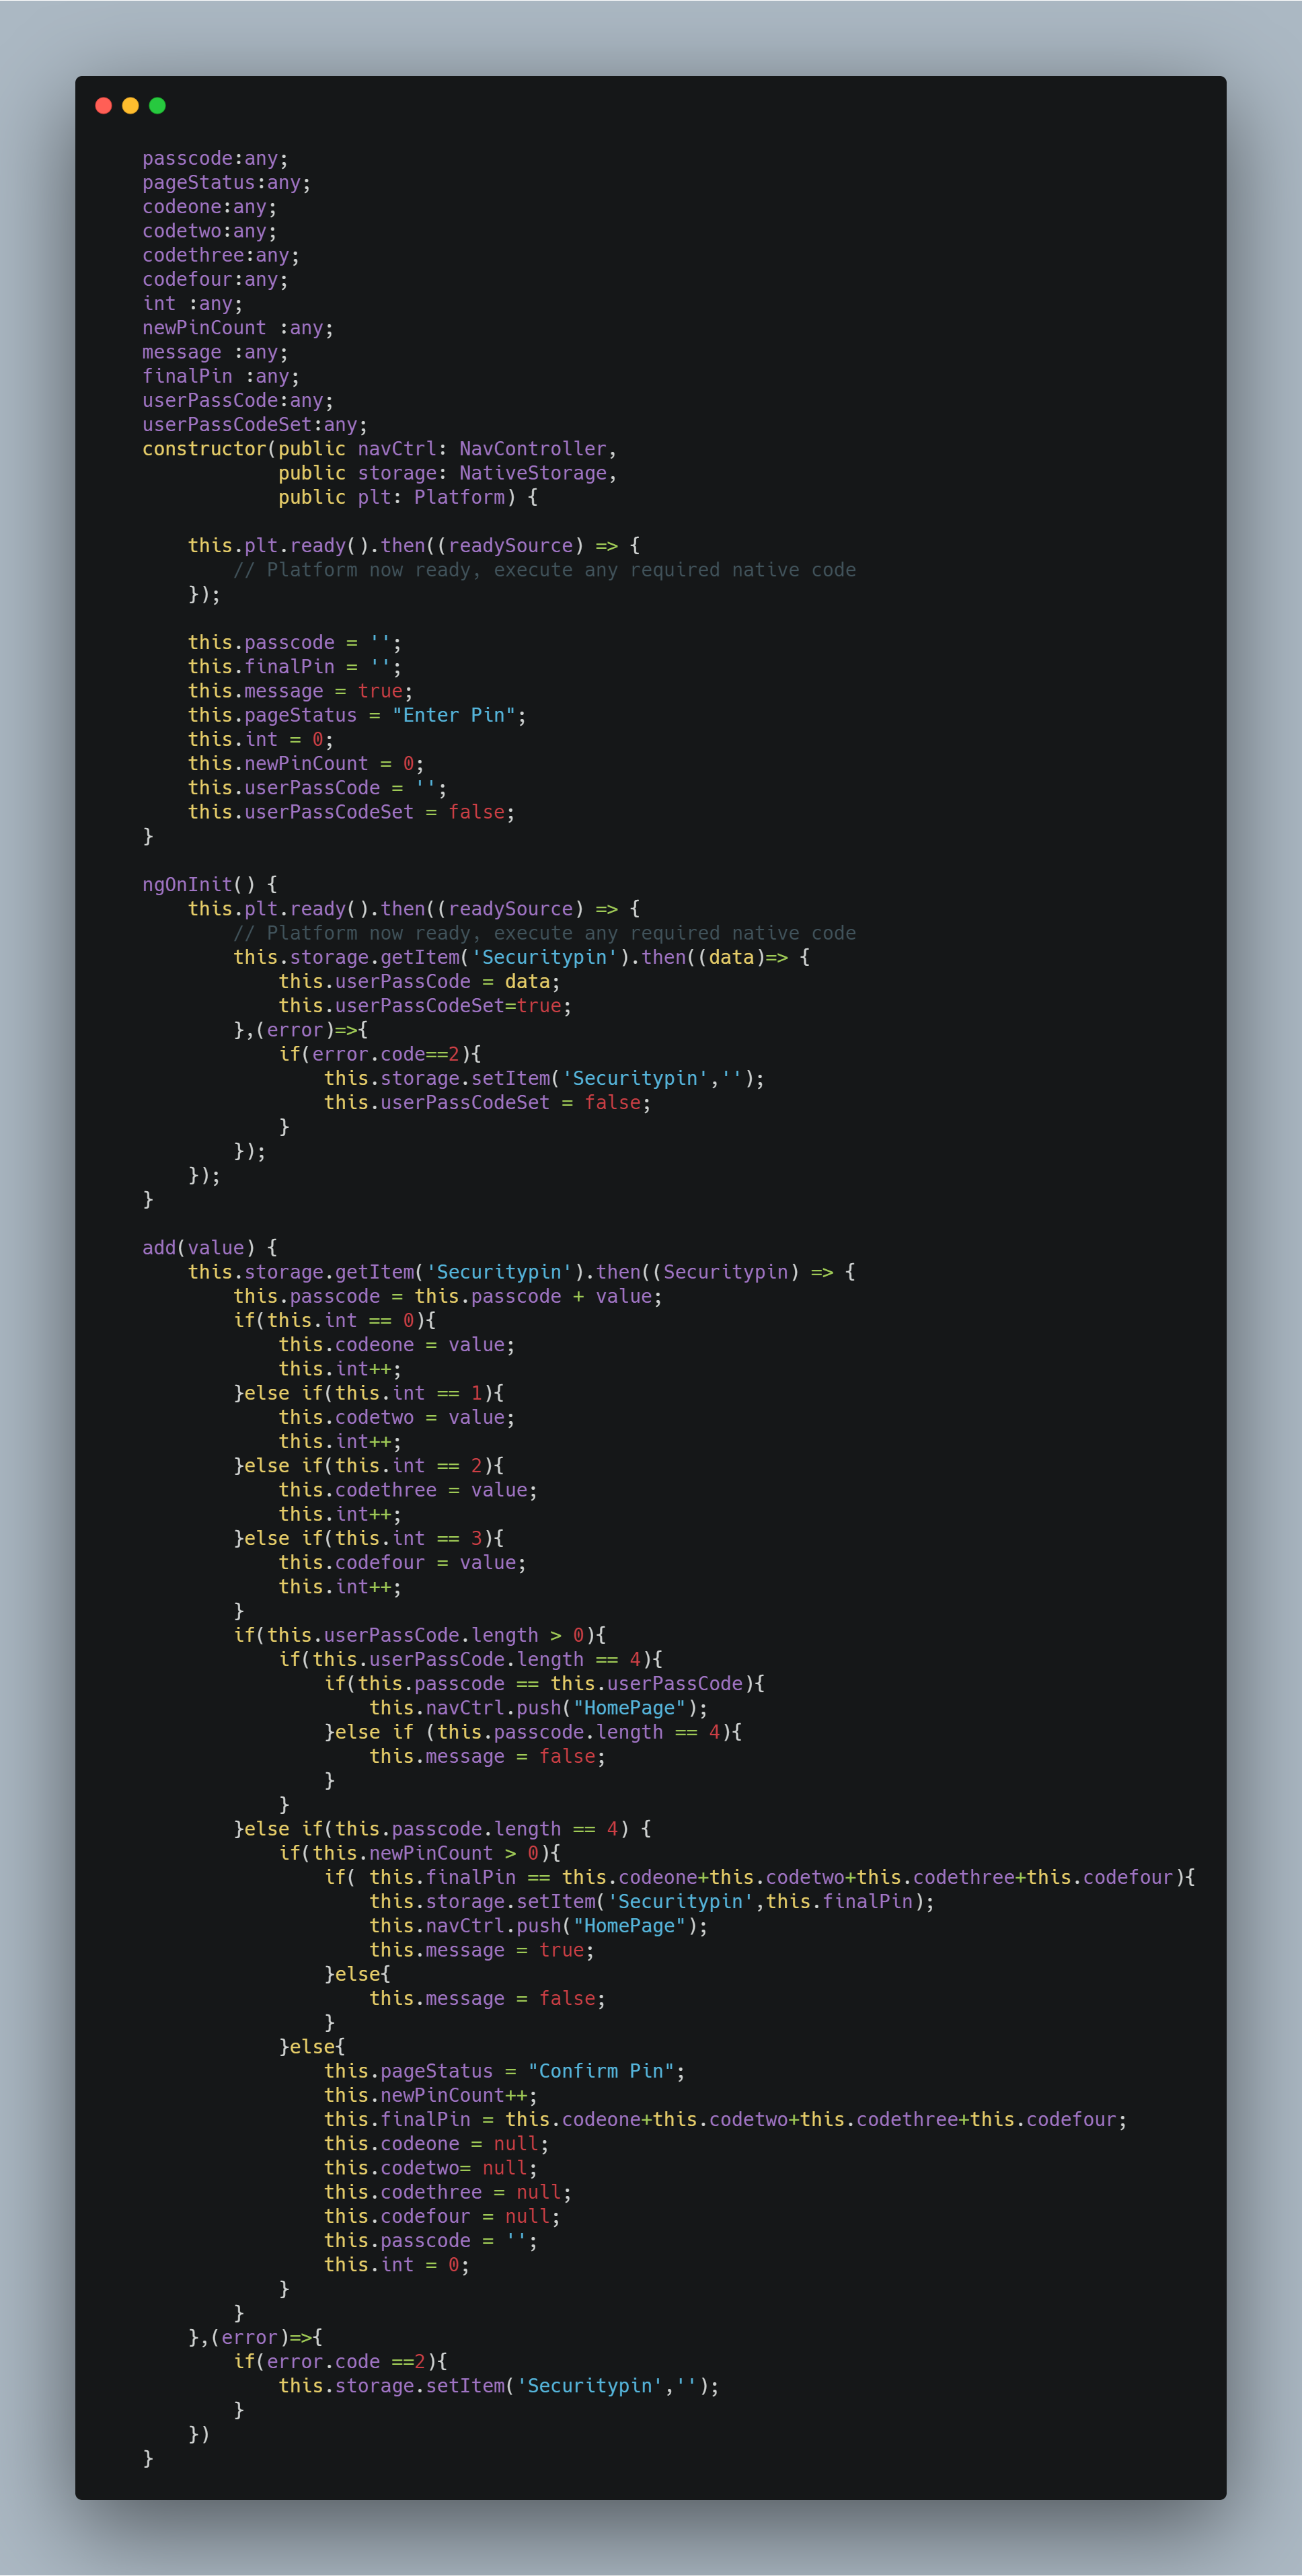 passcode:any;
pageStatus:any;
codeone:any;
codetwo:any;
codethree:any;
codefour:any;
int :any;
newPinCount :any;
message :any;
finalPin :any;
userPassCode:any;
userPassCodeSet:any;
constructor(public navCtrl: NavController,
            public storage: NativeStorage,
            public plt: Platform) {

    this.plt.ready().then((readySource) => {
        // Platform now ready, execute any required native code
    });

    this.passcode = '';
    this.finalPin = '';
    this.message = true;
    this.pageStatus = "Enter Pin";
    this.int = 0;
    this.newPinCount = 0;
    this.userPassCode = '';
    this.userPassCodeSet = false;
}

ngOnInit() {
    this.plt.ready().then((readySource) => {
        // Platform now ready, execute any required native code
        this.storage.getItem('Securitypin').then((data)=> {
            this.userPassCode = data;
            this.userPassCodeSet=true;
        },(error)=>{
            if(error.code==2){
                this.storage.setItem('Securitypin','');
                this.userPassCodeSet = false;
            }
        });
    });
}

add(value) {
    this.storage.getItem('Securitypin').then((Securitypin) => {
        this.passcode = this.passcode + value;
        if(this.int == 0){
            this.codeone = value;
            this.int++;
        }else if(this.int == 1){
            this.codetwo = value;
            this.int++;
        }else if(this.int == 2){
            this.codethree = value;
            this.int++;
        }else if(this.int == 3){
            this.codefour = value;
            this.int++;
        }
        if(this.userPassCode.length > 0){
            if(this.userPassCode.length == 4){
                if(this.passcode == this.userPassCode){
                    this.navCtrl.push("HomePage");
                }else if (this.passcode.length == 4){
                    this.message = false;
                }
            }
        }else if(this.passcode.length == 4) {
            if(this.newPinCount > 0){
                if( this.finalPin == this.codeone+this.codetwo+this.codethree+this.codefour){
                    this.storage.setItem('Securitypin',this.finalPin);
                    this.navCtrl.push("HomePage");
                    this.message = true;
                }else{
                    this.message = false;
                }
            }else{
                this.pageStatus = "Confirm Pin";
                this.newPinCount++;
                this.finalPin = this.codeone+this.codetwo+this.codethree+this.codefour;
                this.codeone = null;
                this.codetwo= null;
                this.codethree = null;
                this.codefour = null;
                this.passcode = '';
                this.int = 0;
            }
        }
    },(error)=>{
        if(error.code ==2){
            this.storage.setItem('Securitypin','');
        }
    })
}